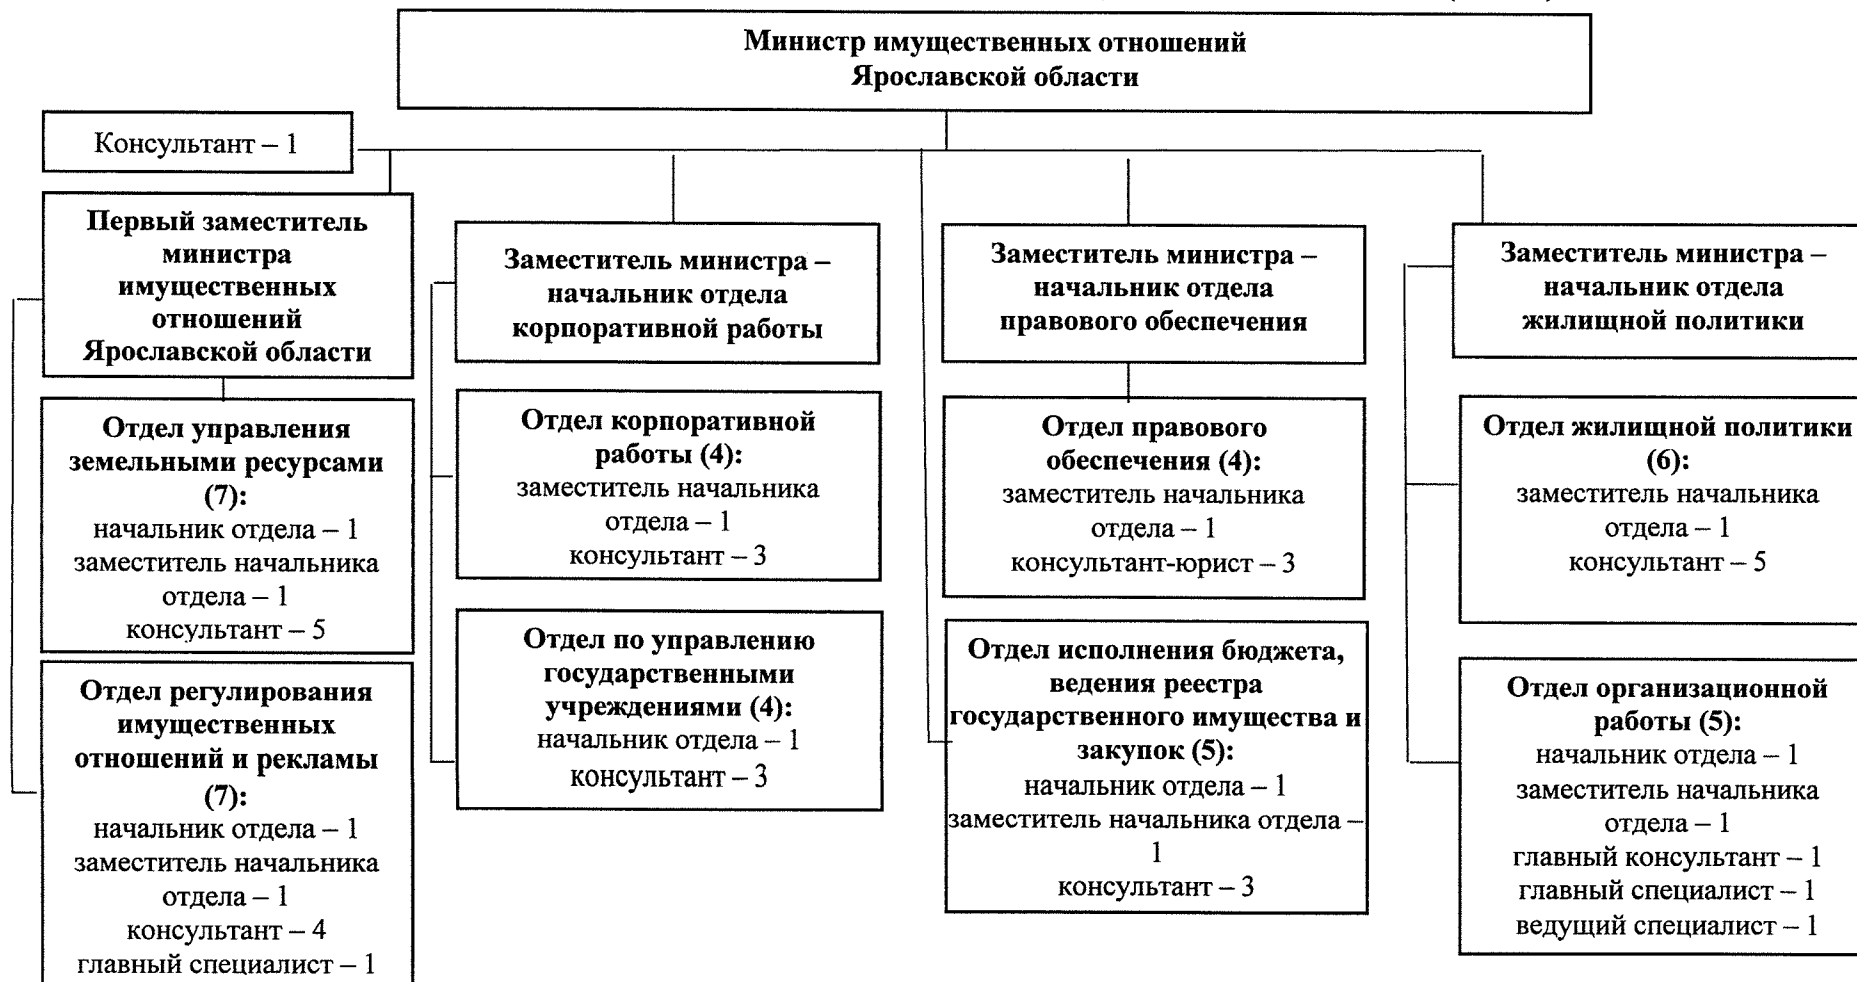 Министр имущественных отношений
Ярославской области
Консультант – 1
Первый заместитель
министра
имущественных
отношений
Ярославской области
Заместитель министра –
начальник отдела
корпоративной работы
Заместитель министра –
начальник отдела
правового обеспечения
Заместитель министра –
начальник отдела
жилищной политики
Отдел управления
земельными ресурсами
(7):
начальник отдела – 1
заместитель начальника
отдела – 1
консультант – 5
Отдел корпоративной
работы (4):
заместитель начальника
отдела – 1
консультант – 3
Отдел правового
обеспечения (4):
заместитель начальника
отдела – 1
консультант-юрист – 3
Отдел жилищной политики
(6):
заместитель начальника
отдела – 1
консультант – 5
Отдел регулирования
имущественных
отношений и рекламы
(7):
начальник отдела – 1
заместитель начальника
отдела – 1
консультант – 4
главный специалист – 1
Отдел по управлению
государственными
учреждениями (4):
начальник отдела – 1
консультант – 3
Отдел исполнения бюджета,
ведения реестра
государственного имущества и
закупок (5):
начальник отдела – 1
заместитель начальника отдела –
1
консультант – 3
Отдел организационной
работы (5):
начальник отдела – 1
заместитель начальника
отдела – 1
главный консультант – 1
главный специалист – 1
ведущий специалист – 1